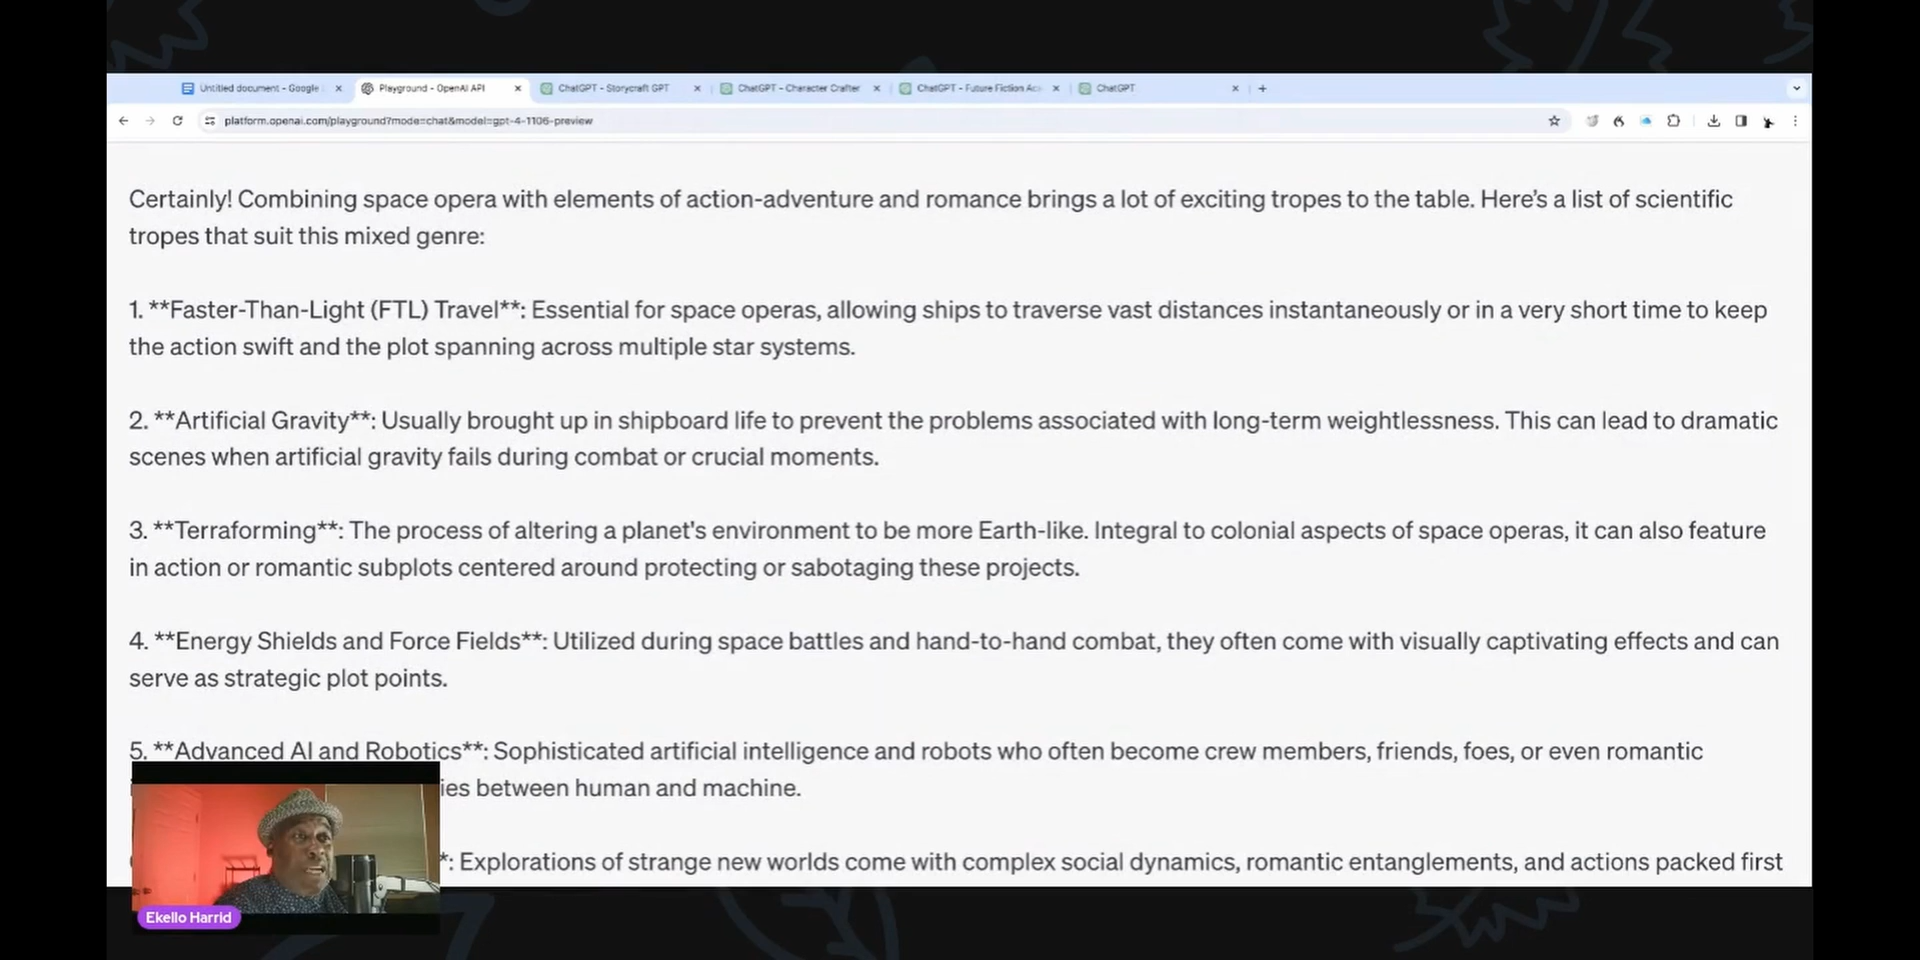 Untitled document - Google
Playground - OpenAI API
ChatGPT - Storycraft GPT
ChatGPT - Character Crafter
ChatGPT - Future Fiction Ac
ChatGPT
platform.openai.com/playground?mode=chat&model=gpt-4-1106-preview
Certainly! Combining space opera with elements of action-adventure and romance brings a lot of exciting tropes to the table. Here’s a list of scientific
tropes that suit this mixed genre:
1. **Faster-Than-Light (FTL) Travel**: Essential for space operas, allowing ships to traverse vast distances instantaneously or in a very short time to keep
the action swift and the plot spanning across multiple star systems.
2. **Artificial Gravity**: Usually brought up in shipboard life to prevent the problems associated with long-term weightlessness. This can lead to dramatic
scenes when artificial gravity fails during combat or crucial moments.
3. **Terraforming**: The process of altering a planet's environment to be more Earth-like. Integral to colonial aspects of space operas, it can also feature
in action or romantic subplots centered around protecting or sabotaging these projects.
4. **Energy Shields and Force Fields**: Utilized during space battles and hand-to-hand combat, they often come with visually captivating effects and can
serve as strategic plot points.
5. **Advanced AI and Robotics**: Sophisticated artificial intelligence and robots who often become crew members, friends, foes, or even romantic
ies between human and machine.
*: Explorations of strange new worlds come with complex social dynamics, romantic entanglements, and actions packed first
Ekello Harrid